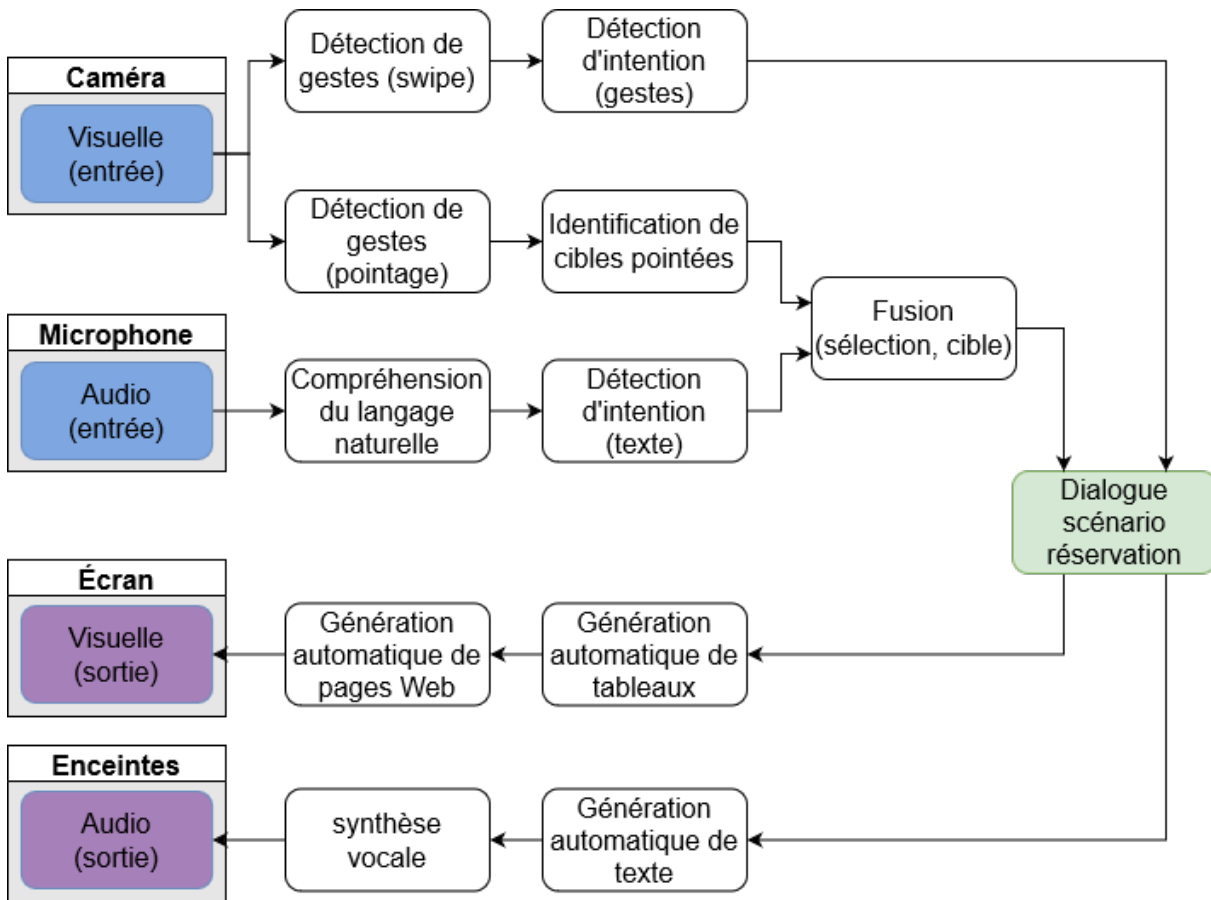 Détection de
gestes (swipe)
Détection
d'intention
(gestes)
Caméra
Visuelle
(entrée)
Détection de
gestes
(pointage)
Identification de
cibles pointées
Fusion
(sélection, cible)
Microphone
Audio
(entrée)
Compréhension
du langage
naturelle
Détection
d'intention
(texte)
Dialogue
scénario
réservation
Écran
Visuelle
(sortie)
Génération
automatique de
pages Web
Génération
automatique de
tableaux
Enceintes
Audio
(sortie)
synthèse
vocale
Génération
automatique de
texte